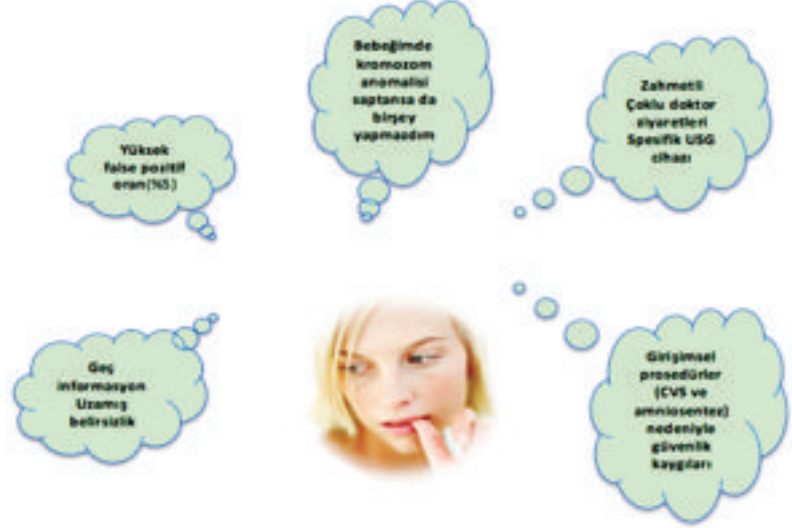 Bebeğimde
kromozom
anomalisi
saptansa da
birşey
yapmazdım
Zahmetli
Çoklu doktor
ziyaretleri
Spesifik USG
cihazı
Yüksek
false pozitif
oran(%5)
Geç
informasyon
Uzamış
belirsizlik
Girişimsel
prosedürler
(CVS ve
amniosentez)
nedeniyle
güvenlik
kaygıları